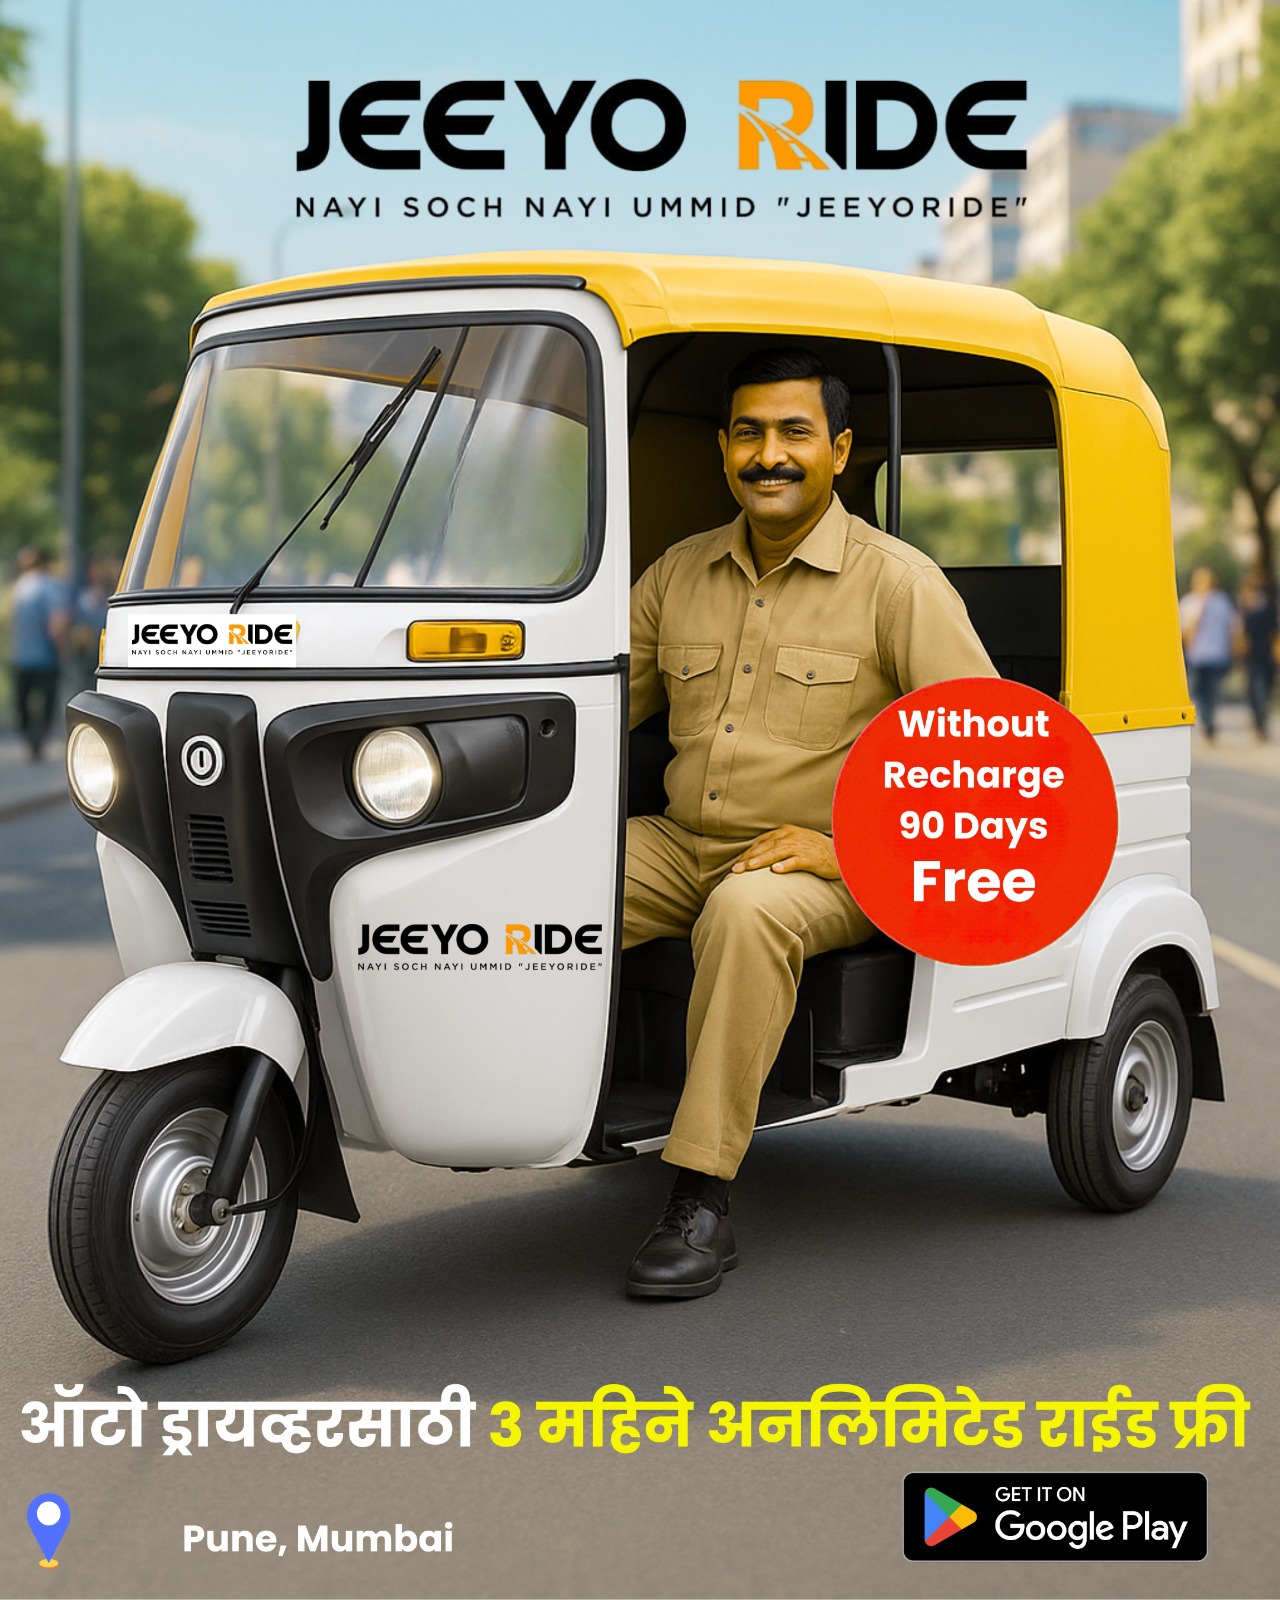 JEEYO RIDE
NAYI SOCH NAYI UMMID "JEEYORIDE"
JEEYO RIDE
NAYI SOCH NAYI UMMID "JEEYORIDE"
Without
Recharge
90 Days
Free
JEEYO RIDE
NAYI SOCH NAYI UMMID "JEEYORIDE"
ऑटो ड्रायव्हरसाठी ३ महिने अनलिमिटेड राईड फ्री
Pune, Mumbai
GET IT ON
Google Play